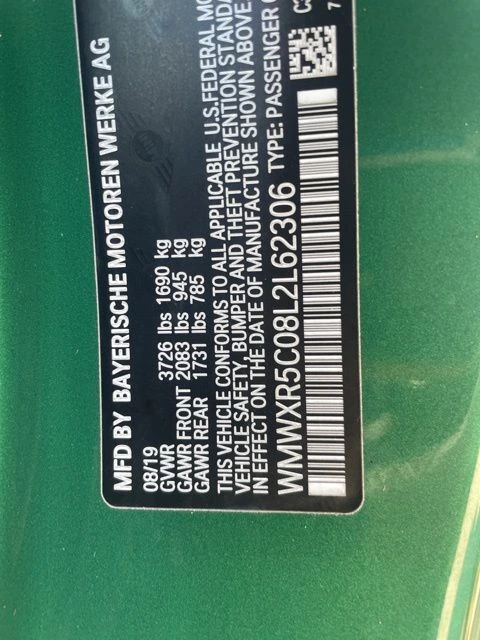 MFD BY BAYERISCHE MOTOREN WERKE AG
08/19
GVWR 3726 lbs 1690 kg
GAWR FRONT 2083 lbs 945 kg
GAWR REAR 1731 lbs 785 kg
THIS VEHICLE CONFORMS TO ALL APPLICABLE U.S.FEDERAL
VEHICLE SAFETY, BUMPER AND THEFT PREVENTION
IN EFFECT ON THE DATE OF MANUFACTURE SHOWN ABOVE
WMWXR5C08L2L62306 TYPE: PASSENGER